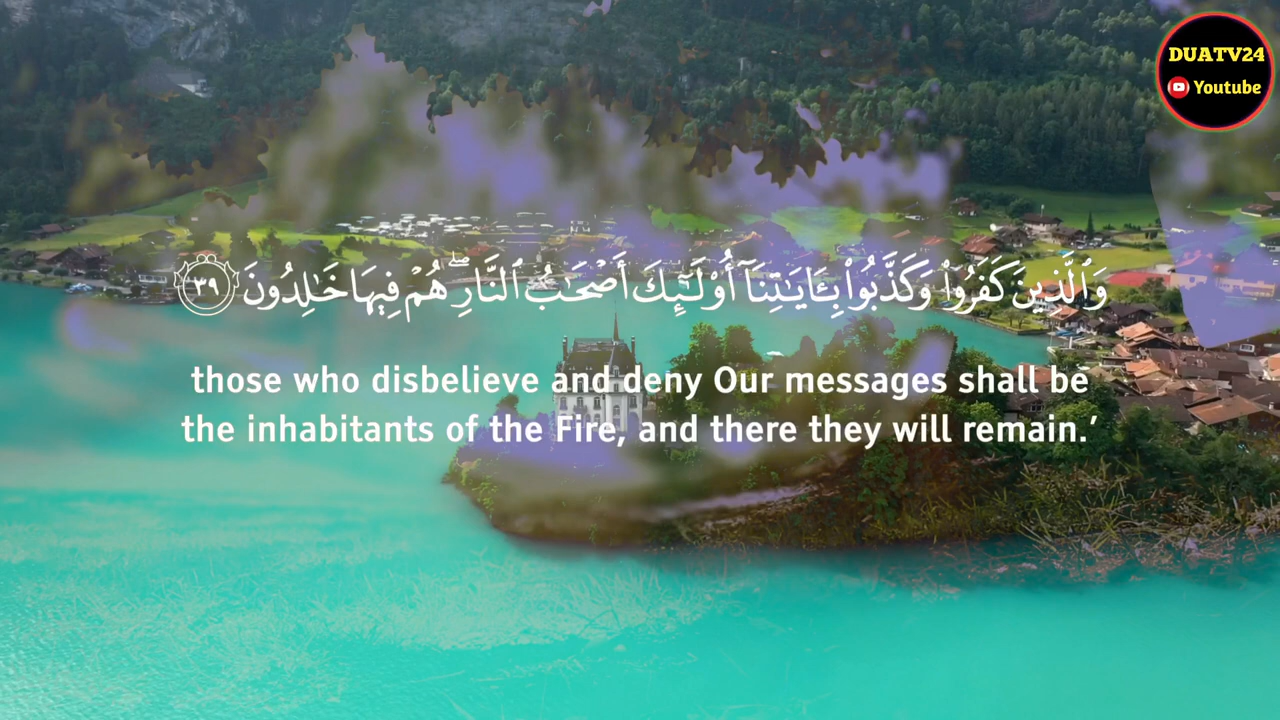 DUATV24
Youtube
وَٱلَّذِينَ كَفَرُوا۟ وَكَذَّبُوا۟ بِـَٔايَـٰتِنَآ أُو۟لَـٰٓئِكَ أَصْحَـٰبُ ٱلنَّارِ ۖ هُمْ فِيهَا خَـٰلِدُونَ ٣٩
those who disbelieve and deny Our messages shall be
the inhabitants of the Fire, and there they will remain.’